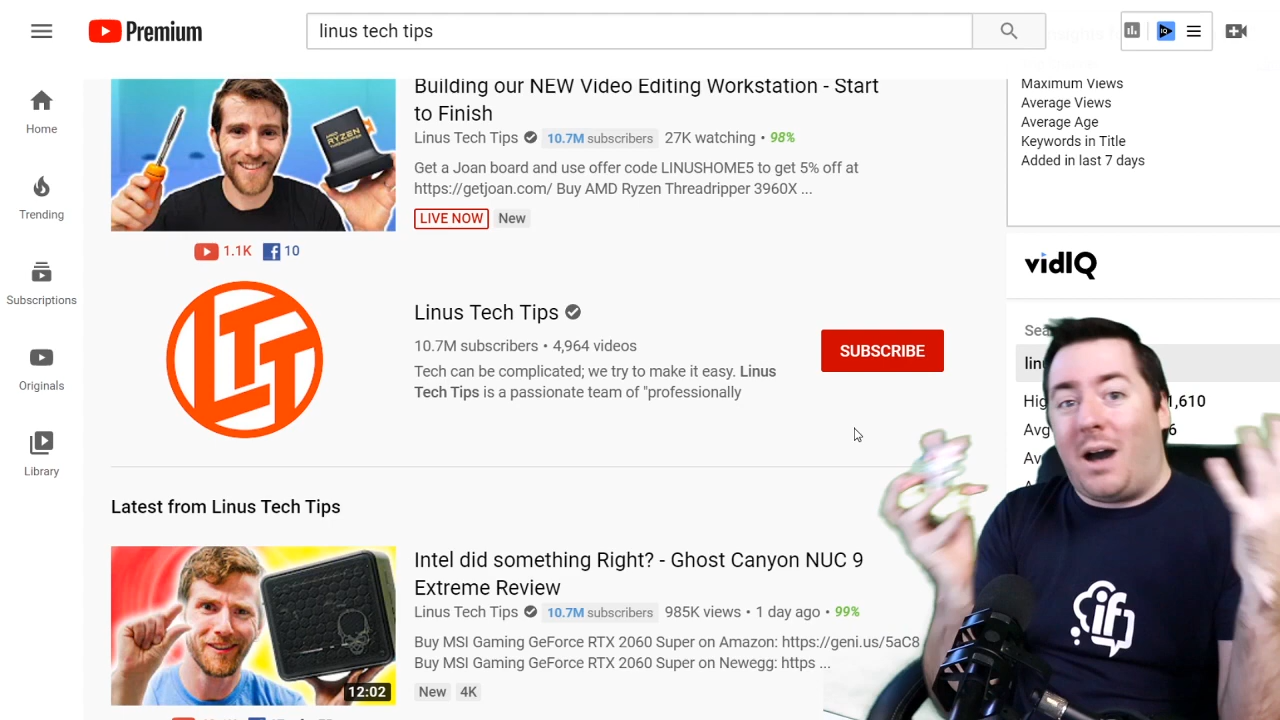 Premium
linus tech tips
Home
Trending
Subscriptions
Originals
Library
Building our NEW Video Editing Workstation - Start
to Finish
Linus Tech Tips 10.7M subscribers 27K watching • 98%
Get a Joan board and use offer code LINUSHOME5 to get 5% off at
https://getjoan.com/ Buy AMD Ryzen Threadripper 3960X ...
LIVE NOW New
AMD
RYZEN
1.1K 10
LTT
Linus Tech Tips
10.7M subscribers • 4,964 videos
Tech can be complicated; we try to make it easy. Linus
Tech Tips is a passionate team of "professionally
SUBSCRIBE
Latest from Linus Tech Tips
Intel did something Right? - Ghost Canyon NUC 9
Extreme Review
Linus Tech Tips 10.7M subscribers 985K views • 1 day ago • 99%
Buy MSI Gaming GeForce RTX 2060 Super on Amazon: https://geni.us/5aC8
Buy MSI Gaming GeForce RTX 2060 Super on Newegg: https ...
New 4K
12:02
Maximum Views
Average Views
Average Age
Keywords in Title
Added in last 7 days
vidIQ
1,610
6
if